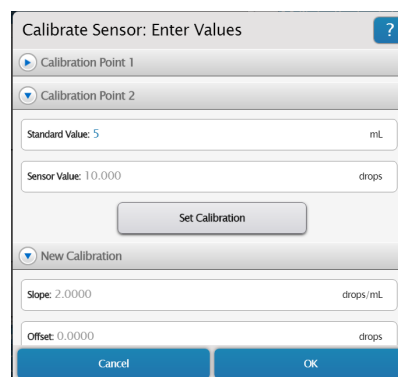 Calibrate Sensor: Enter Values ?
Calibration Point 1
Calibration Point 2
Standard Value: 5 mL
Sensor Value: 10.000 drops
Set Calibration
New Calibration
Slope: 2.0000 drops/mL
Offset: 0.0000 drops
Cancel OK